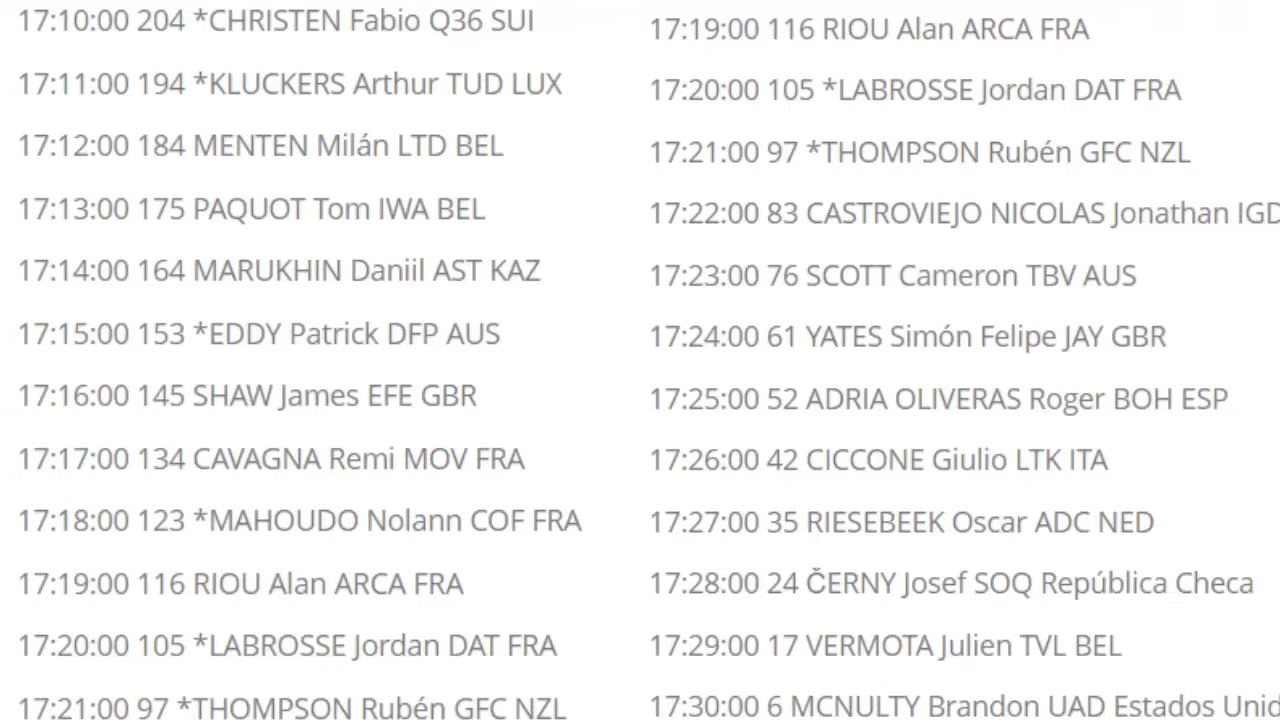 17:10:00 204 *CHRISTEN Fabio Q36 SUI
17:11:00 194 *KLUCKERS Arthur TUD LUX
17:12:00 184 MENTEN Milán LTD BEL
17:13:00 175 PAQUOT Tom IWA BEL
17:14:00 164 MARUKHIN Daniil AST KAZ
17:15:00 153 *EDDY Patrick DFP AUS
17:16:00 145 SHAW James EFE GBR
17:17:00 134 CAVAGNA Remi MOV FRA
17:18:00 123 *MAHOUDO Nolann COF FRA
17:19:00 116 RIOU Alan ARCA FRA
17:20:00 105 *LABROSSE Jordan DAT FRA
17:21:00 97 *THOMPSON Rubén GFC NZL
17:19:00 116 RIOU Alan ARCA FRA
17:20:00 105 *LABROSSE Jordan DAT FRA
17:21:00 97 *THOMPSON Rubén GFC NZL
17:22:00 83 CASTROVIEJO NICOLAS Jonathan IGD
17:23:00 76 SCOTT Cameron TBV AUS
17:24:00 61 YATES Simón Felipe JAY GBR
17:25:00 52 ADRIA OLIVERAS Roger BOH ESP
17:26:00 42 CICCONE Giulio LTK ITA
17:27:00 35 RIESEBEEK Oscar ADC NED
17:28:00 24 ČERNY Josef SOQ República Checa
17:29:00 17 VERMOTA Julien TVL BEL
17:30:00 6 MCNULTY Brandon UAD Estados Unid